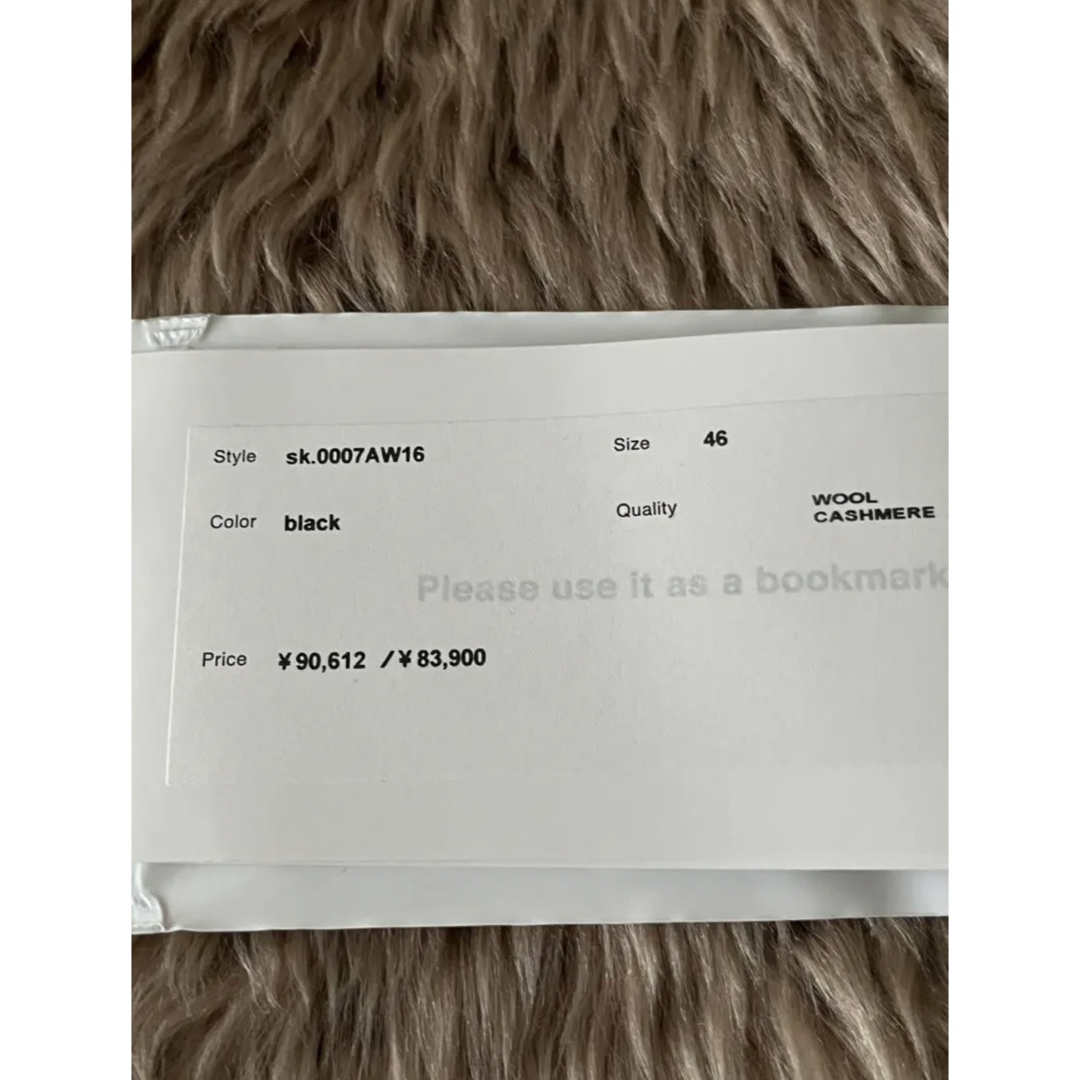 Style sk.0007AW16 Size 46
Color black Quality WOOL
CASHMERE
Please use it as a bookmark
Price ¥90,612 /¥83,900